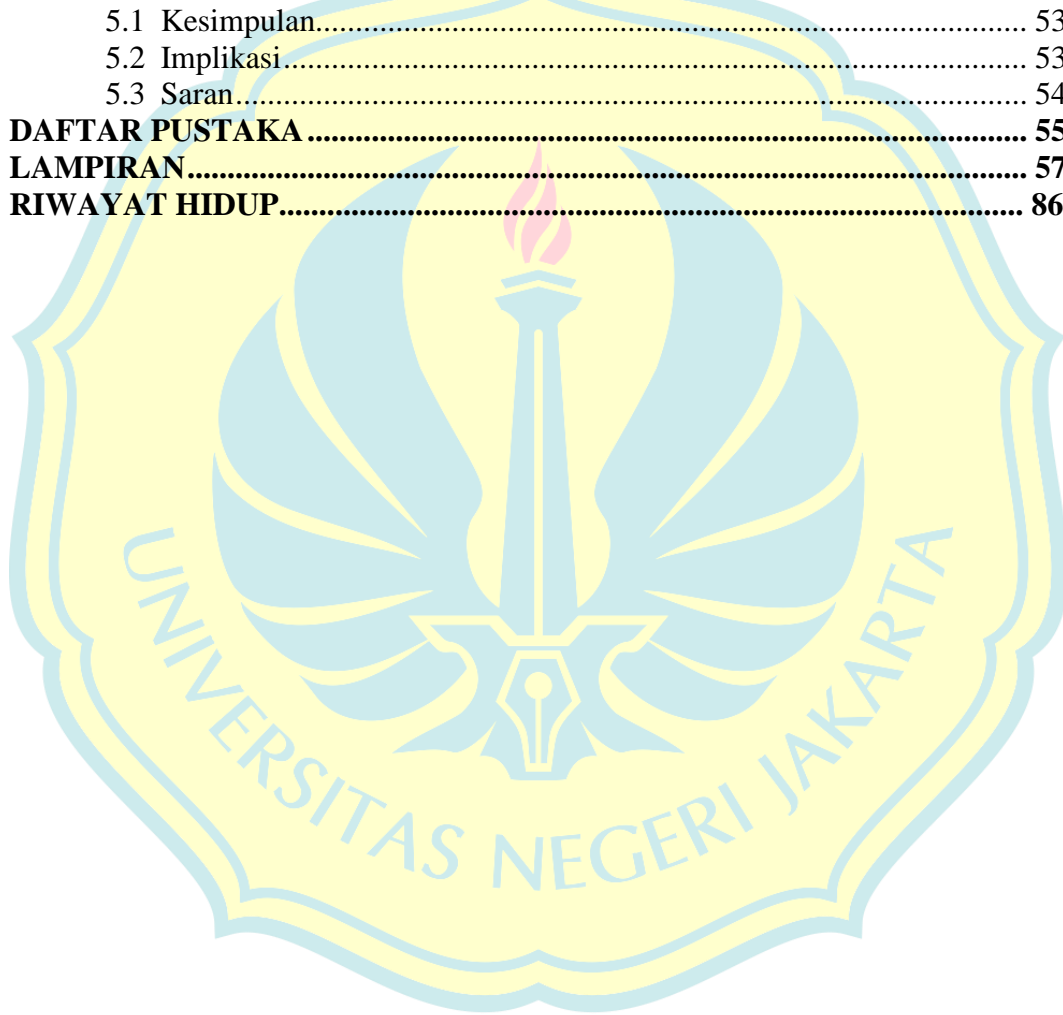 5.1 Kesimpulan........................................................................................... 53
5.2 Implikasi............................................................................................... 53
5.3 Saran..................................................................................................... 54
DAFTAR PUSTAKA............................................................................................ 55
LAMPIRAN........................................................................................................... 57
RIWAYAT HIDUP............................................................................................... 86
UNIVERSITAS NEGERI JAKARTA